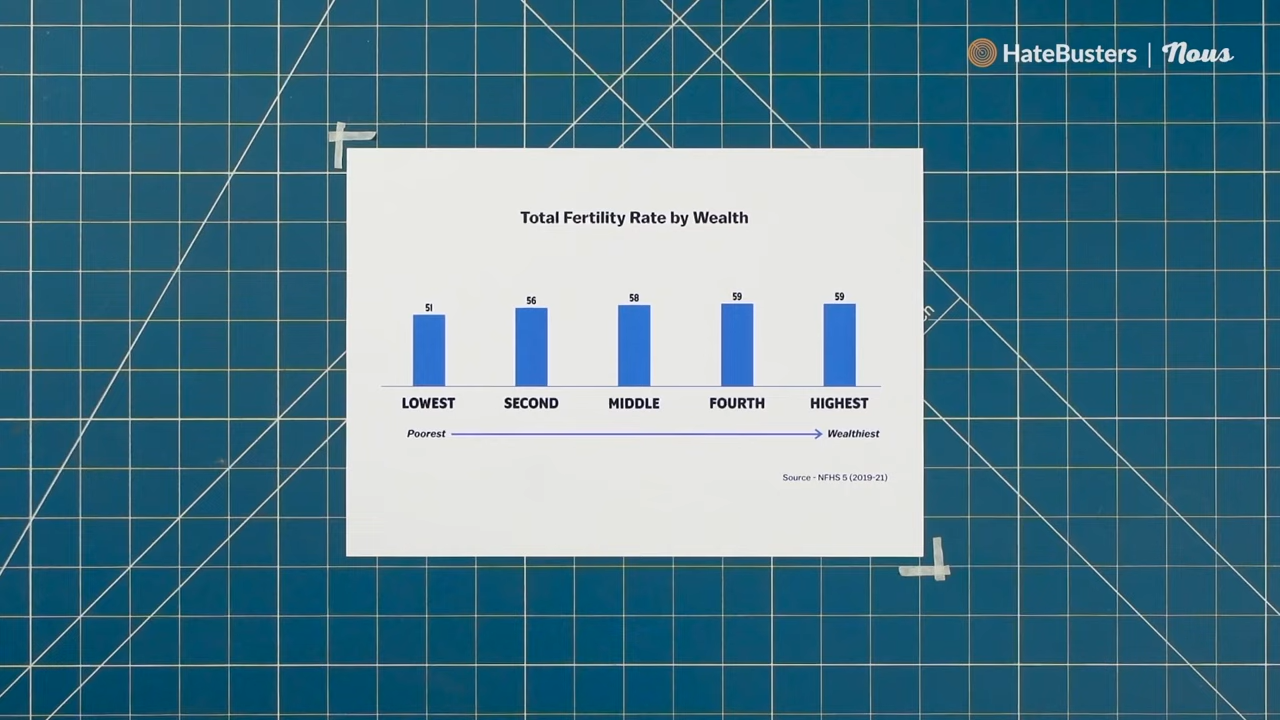 HateBusters | Nous
Total Fertility Rate by Wealth
51 56 58 59 59
LOWEST SECOND MIDDLE FOURTH HIGHEST
Poorest Wealthiest
Source - NFHS 5 (2019-21)